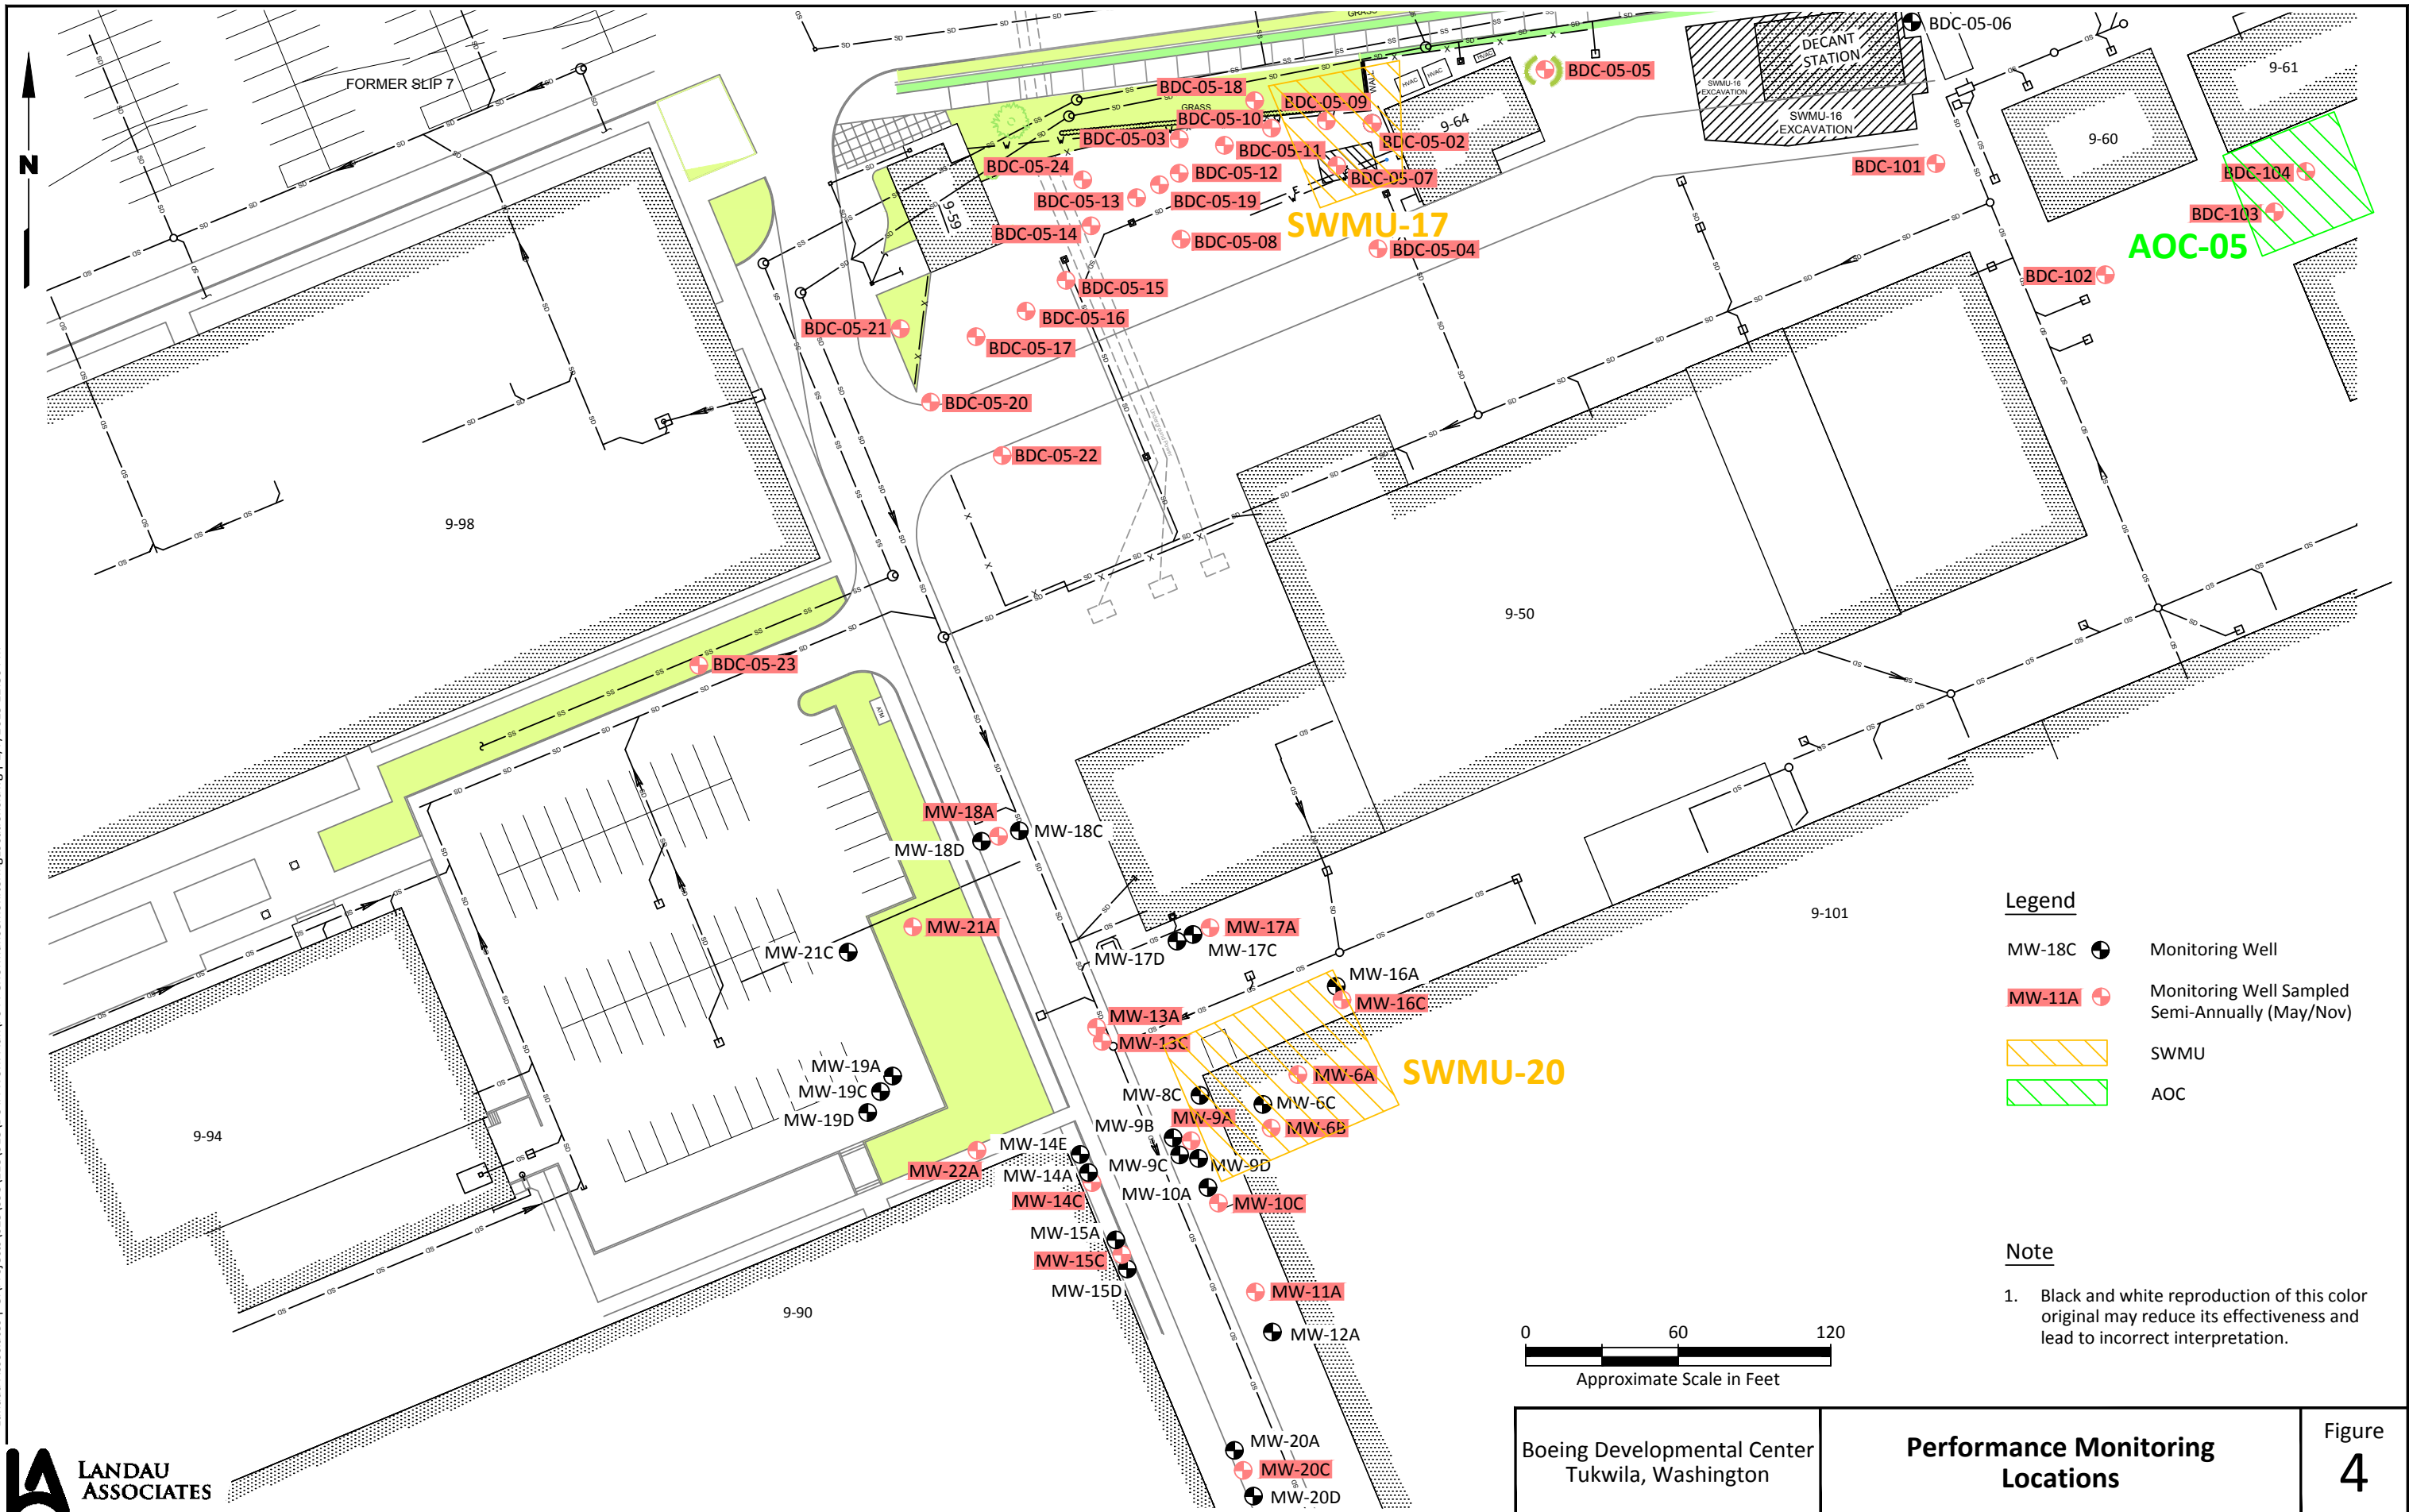 BDC-05-06
DECANT
STATION
SWMU-16
EXCAVATION
SWMU-16
EXCAVATION
9-61
9-60
FORMER SLIP 7
N
GRASS
GRASS
WALL
HVAC
HVAC
HVAC
BDC-05-05
BDC-05-18
BDC-05-09
BDC-05-10
BDC-05-03
BDC-05-11
BDC-05-02
9-64
BDC-05-24
BDC-05-12
BDC-05-07
BDC-05-13
BDC-05-19
9-59
BDC-05-14
BDC-05-08
SWMU-17
BDC-05-04
BDC-101
BDC-104
BDC-103
AOC-05
BDC-102
BDC-05-15
BDC-05-16
BDC-05-21
BDC-05-17
BDC-05-20
BDC-05-22
9-98
9-50
BDC-05-23
ATM
MW-18A
MW-18C
MW-18D
MW-21A
MW-21C
MW-17A
MW-17C
MW-17D
MW-16A
MW-16C
MW-13A
MW-13C
9-101
MW-19A
MW-19C
MW-19D
MW-6A
SWMU-20
MW-8C
MW-6C
MW-9A
MW-9B
MW-6B
9-94
MW-14E
MW-9C
MW-9D
MW-22A
MW-14A
MW-10A
MW-14C
MW-10C
MW-15A
MW-15C
MW-15D
MW-11A
9-90
MW-12A
MW-20A
MW-20C
MW-20D
Legend
MW-18C Monitoring Well
MW-11A Monitoring Well Sampled
Semi-Annually (May/Nov)
SWMU
AOC
Note
1. Black and white reproduction of this color
original may reduce its effectiveness and
lead to incorrect interpretation.
0 60 120
Approximate Scale in Feet
LANDAU
ASSOCIATES
Boeing Developmental Center
Tukwila, Washington
Performance Monitoring
Locations
Figure
4